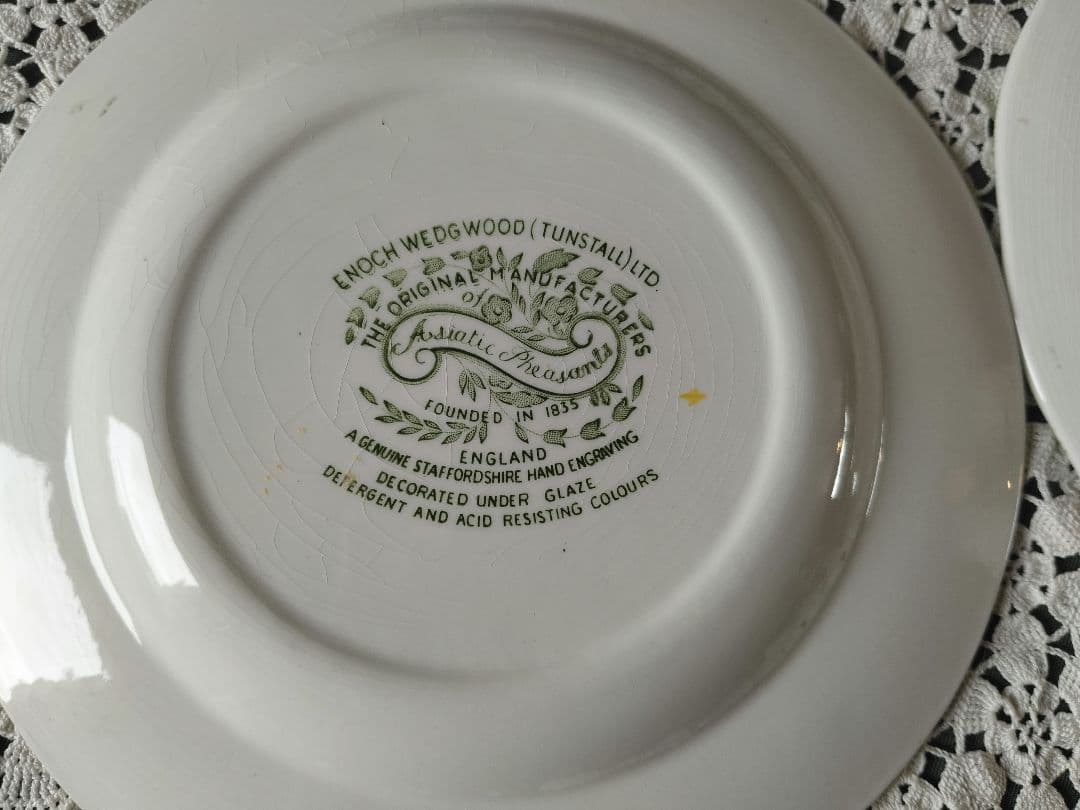 ENOCH WEDGWOOD (TUNSTALL) LTD.
THE ORIGINAL MANUFACTURERS
of
Asiatic Pheasants
FOUNDED IN 1835
ENGLAND
A GENUINE STAFFORDSHIRE HAND ENGRAVING
DECORATED UNDER GLAZE
DETERGENT AND ACID RESISTING COLOURS